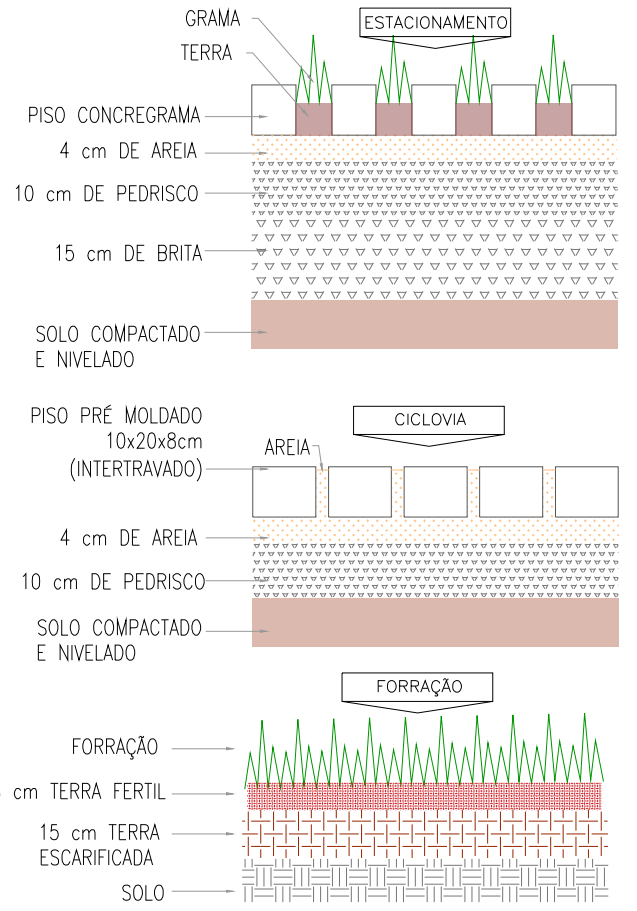 GRAMA
ESTACIONAMENTO
TERRA
PISO CONCREGRAMA
4 cm DE AREIA
10 cm DE PEDRISCO
15 cm DE BRITA
SOLO COMPACTADO
E NIVELADO
CICLOVIA
PISO PRÉ MOLDADO
10x20x8cm
(INTERTRAVADO)
AREIA
4 cm DE AREIA
10 cm DE PEDRISCO
SOLO COMPACTADO
E NIVELADO
FORRAÇÃO
FORRAÇÃO
cm TERRA FERTIL
15 cm TERRA
ESCARIFICADA
SOLO